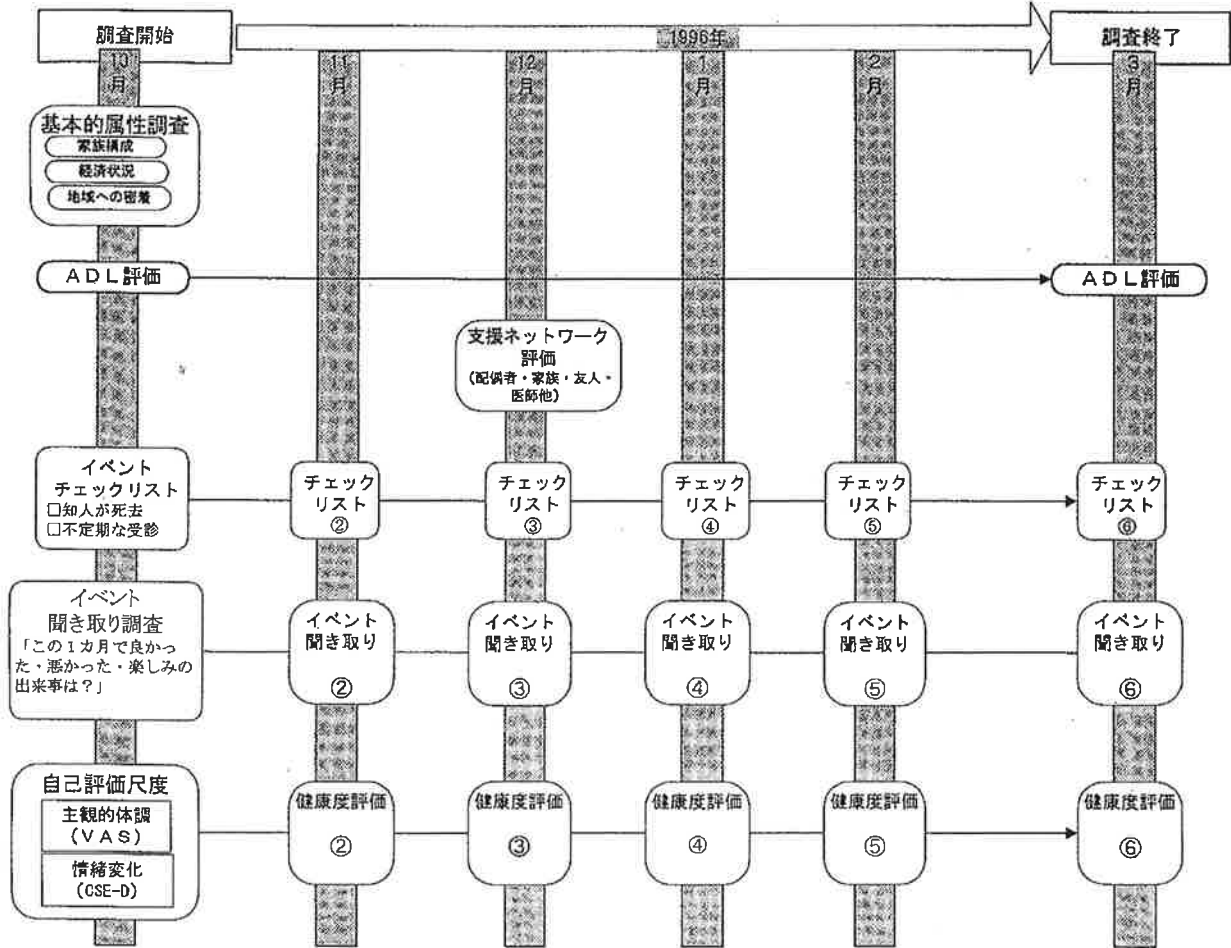 調査開始
1996年
調査終了
10月
11月
12月
1月
2月
3月
基本的属性調査
家族構成
経済状況
地域への密着
ADL評価
ADL評価
支援ネットワーク
評価
(配偶者・家族・友人・
医師他)
イベント
チェックリスト
□知人が死去
□不定期な受診
チェック
リスト
②
チェック
リスト
③
チェック
リスト
④
チェック
リスト
⑤
チェック
リスト
⑥
イベント
聞き取り調査
「この1カ月で良かっ
た・悪かった・楽しみの
出来事は?」
イベント
聞き取り
②
イベント
聞き取り
③
イベント
聞き取り
④
イベント
聞き取り
⑤
イベント
聞き取り
⑥
自己評価尺度
主観的体調
(VAS)
情緒変化
(CSE-D)
健康度評価
②
健康度評価
③
健康度評価
④
健康度評価
⑤
健康度評価
⑥